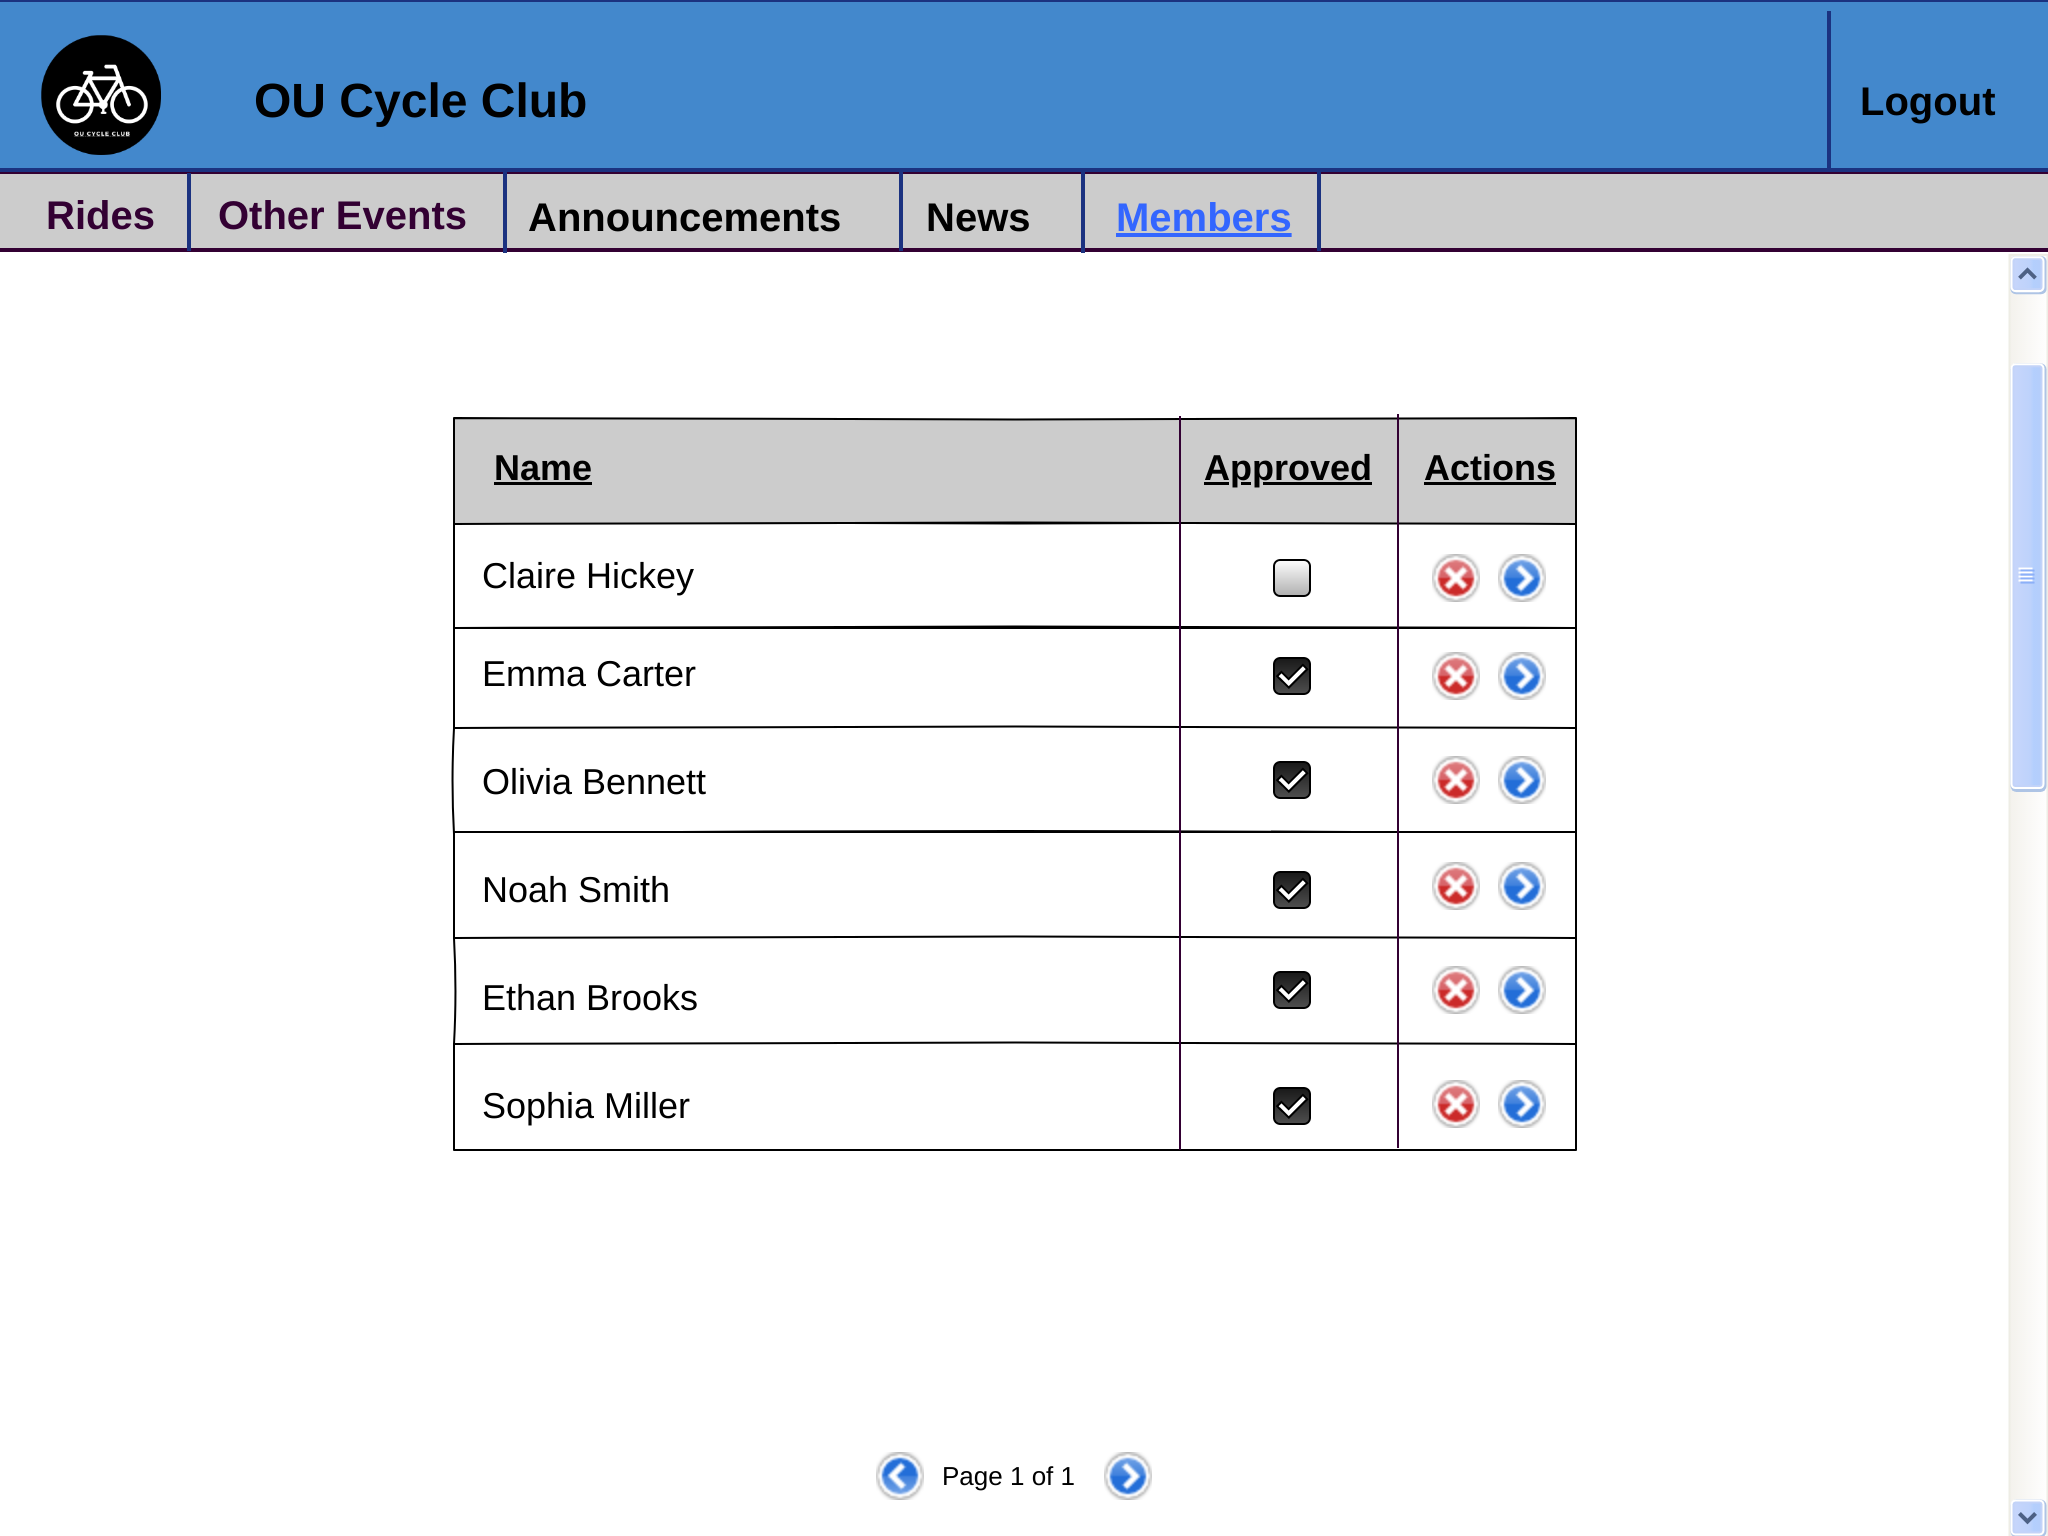 OU CYCLE CLUB
OU Cycle Club
Logout
Rides
Other Events
Announcements
News
Members
Name Approved Actions
Claire Hickey
Emma Carter
Olivia Bennett
Noah Smith
Ethan Brooks
Sophia Miller
Page 1 of 1